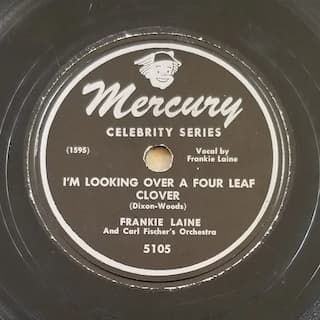 Mercury
CELEBRITY SERIES
(1595)
Vocal by
Frankie Laine
I'M LOOKING OVER A FOUR LEAF
CLOVER
(Dixon-Woods)
FRANKIE LAINE
And Carl Fischer's Orchestra
5105